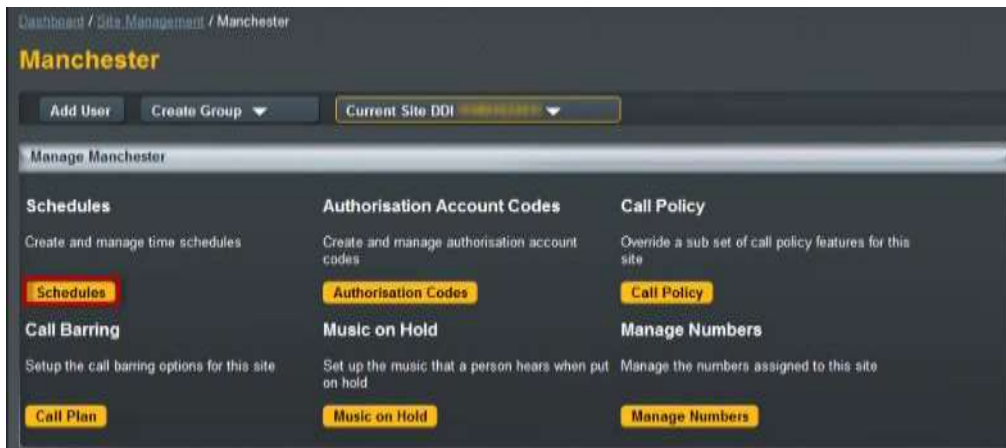 Dashboard / Site Management / Manchester
Manchester
Add User
Create Group
Current Site DDI
Manage Manchester
Schedules
Create and manage time schedules
Schedules
Authorisation Account Codes
Create and manage authorisation account
codes
Authorisation Codes
Call Policy
Override a sub set of call policy features for this
site
Call Policy
Call Barring
Setup the call barring options for this site
Call Plan
Music on Hold
Set up the music that a person hears when put
on hold
Music on Hold
Manage Numbers
Manage the numbers assigned to this site
Manage Numbers